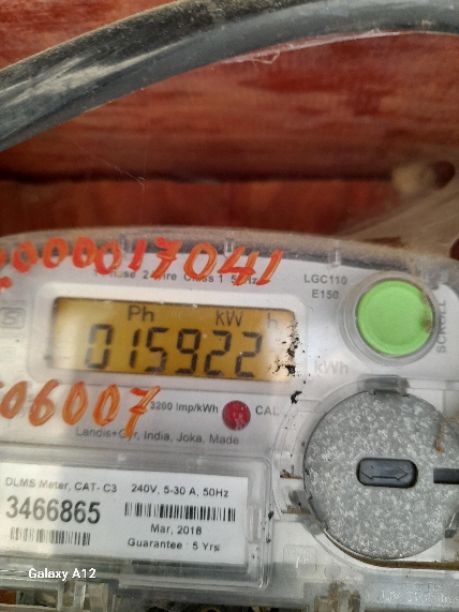 2000017041
Phase 2 Wire Class 1 50Hz
LGC110
E150
SCROLL
Ph kW h
015922
kWh
06007
3200 Imp/kWh CAL
Landis+Gyr, India, Joka, Made
DLMS Meter, CAT- C3 240V, 5-30 A, 50Hz
3466865
Mar, 2018
Guarantee : 5 Yrs
Galaxy A12